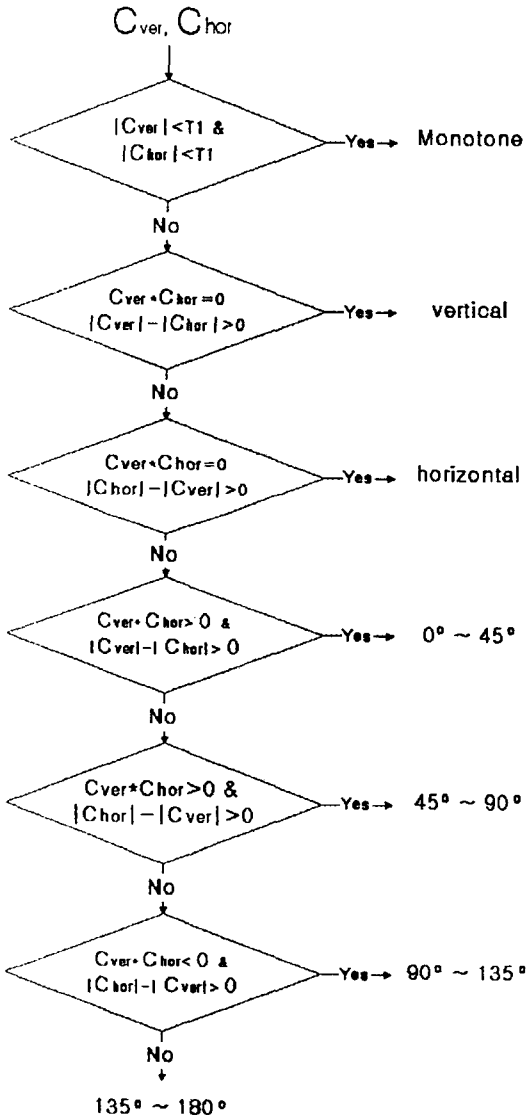 Cver, Chor
|Cver|<T1 &
|Chor|<T1
Yes
Monotone
No
Cver*Chor=0
|Cver|-|Chor|>0
Yes
vertical
No
Cver*Chor=0
|Chor|-|Cver|>0
Yes
horizontal
No
Cver* Chor> 0 &
|Cver|-| Chor|> 0
Yes
0° ~ 45°
No
Cver*Chor>0 &
|Chor|-|Cver|>0
Yes
45° ~ 90°
No
Cver* Chor< 0 &
|Chor|-| Cver|> 0
Yes
90° ~ 135°
No
135° ~ 180°